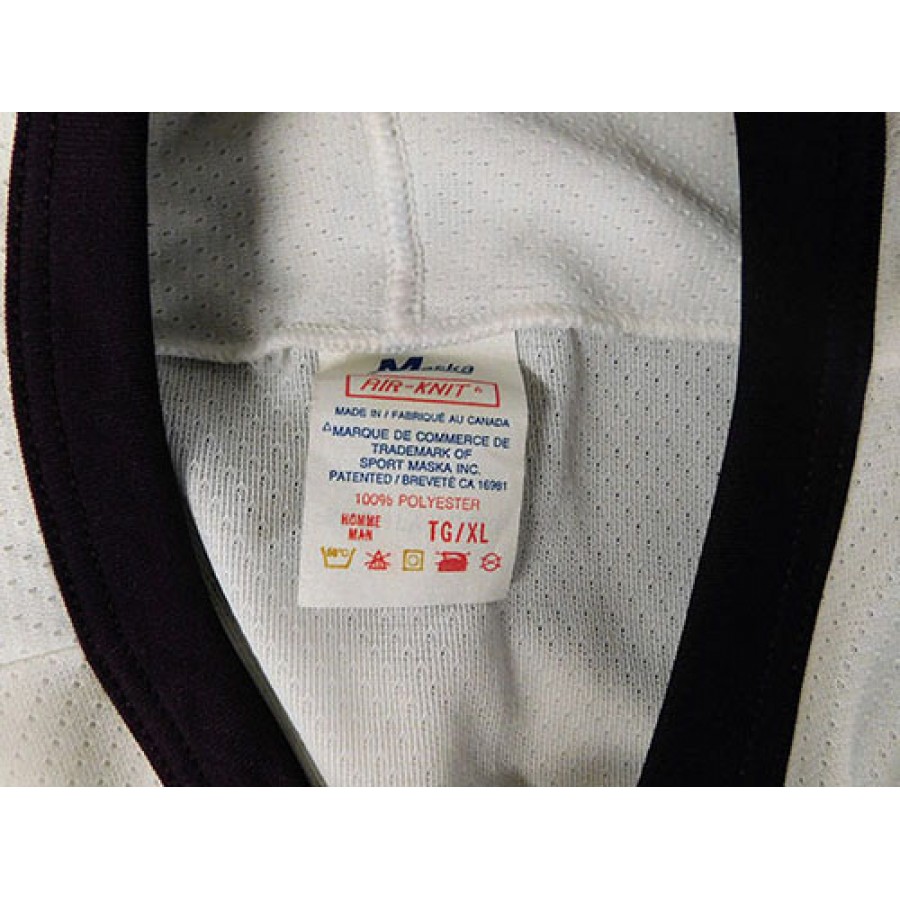 Maska
AIR-KNIT
MADE IN / FABRIQUÉ AU CANADA
△MARQUE DE COMMERCE DE
TRADEMARK OF
SPORT MASKA INC.
PATENTED / BREVETÉ CA 16981
100% POLYESTER
HOMME
MAN
TG/XL